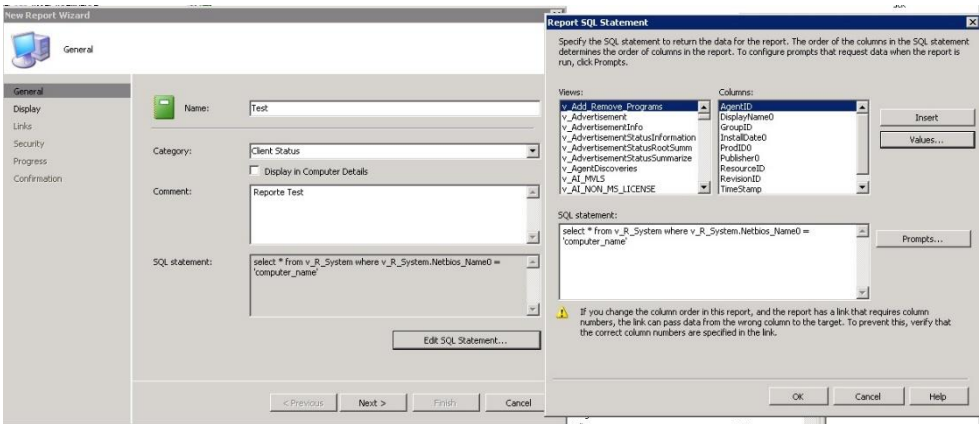 New Report Wizard
General
General
Display
Links
Security
Progress
Confirmation
Name:
Test
Category:
Client Status
Display in Computer Details
Comment:
Reporte Test
SQL statement:
select * from v_R_System where v_R_System.Netbios_Name0 =
'computer_name'
Edit SQL Statement...
< Previous
Next >
Finish
Cancel
Report SQL Statement
Specify the SQL statement to return the data for the report. The order of the columns in the SQL statement
determines the order of columns in the report. To configure prompts that request data when the report is
run, click Prompts.
Views:
v_Add_Remove_Programs
v_Advertisement
v_AdvertisementInfo
v_AdvertisementStatusInformation
v_AdvertisementStatusRootSumm
v_AdvertisementStatusSummarize
v_AgentDiscoveries
v_AI_MVLS
v_AI_NON_MS_LICENSE
Columns:
AgentID
DisplayName0
GroupID
InstallDate0
ProdID0
Publisher0
ResourceID
RevisionID
TimeStamp
Insert
Values...
SQL statement:
select * from v_R_System where v_R_System.Netbios_Name0 =
'computer_name'
Prompts...
If you change the column order in this report, and the report has a link that requires column
numbers, the link can pass data from the wrong column to the target. To prevent this, verify that
the correct column numbers are specified in the link.
OK
Cancel
Help